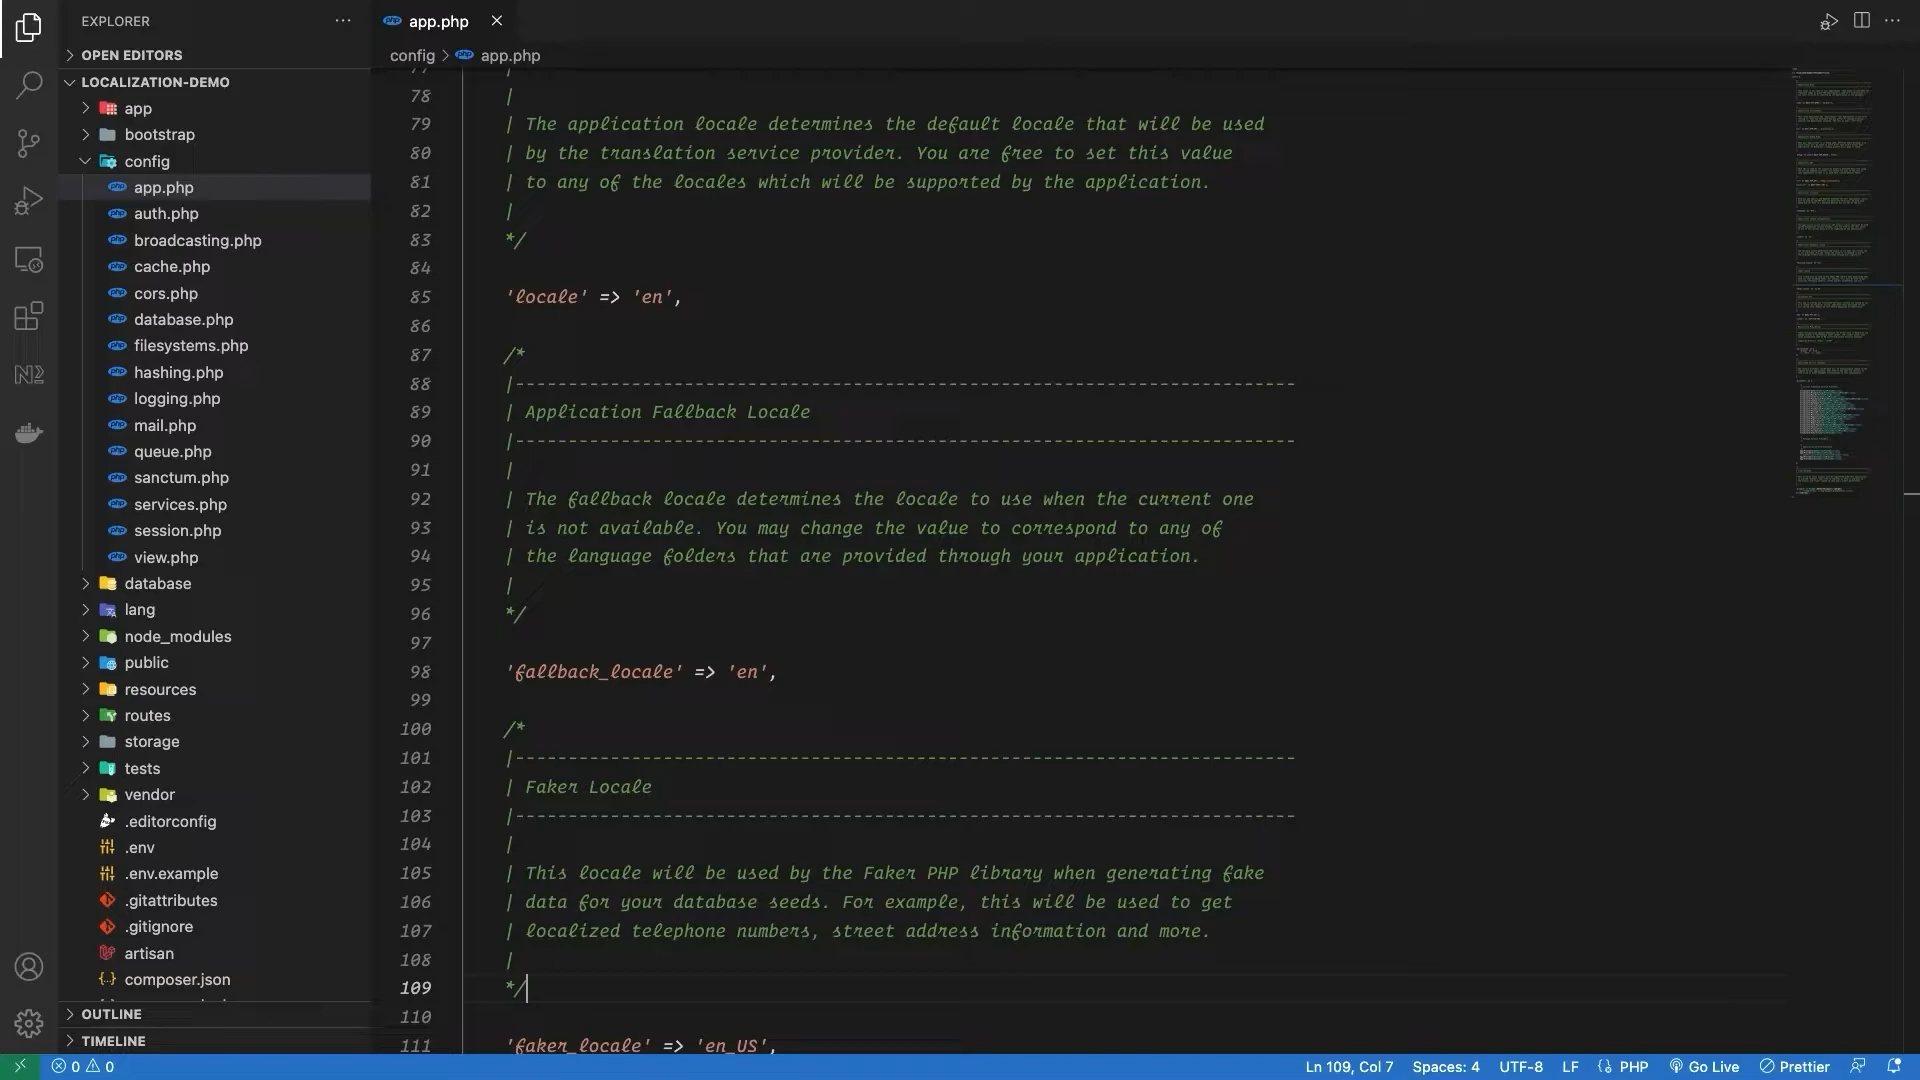 EXPLORER
OPEN EDITORS
LOCALIZATION-DEMO
app
bootstrap
config
app.php
auth.php
broadcasting.php
cache.php
cors.php
database.php
filesystems.php
hashing.php
logging.php
mail.php
queue.php
sanctum.php
services.php
session.php
view.php
database
lang
node_modules
public
resources
routes
storage
tests
vendor
.editorconfig
.env
.env.example
.gitattributes
.gitignore
artisan
composer.json
OUTLINE
TIMELINE
php app.php
config > php app.php
78 |
79 | The application locale determines the default locale that will be used
80 | by the translation service provider. You are free to set this value
81 | to any of the locales which will be supported by the application.
82 |
83 */
84
85 'locale' => 'en',
86
87 /*
88 |--------------------------------------------------------------------------
89 | Application Fallback Locale
90 |--------------------------------------------------------------------------
91 |
92 | The fallback locale determines the locale to use when the current one
93 | is not available. You may change the value to correspond to any of
94 | the language folders that are provided through your application.
95 |
96 */
97
98 'fallback_locale' => 'en',
99
100 /*
101 |--------------------------------------------------------------------------
102 | Faker Locale
103 |--------------------------------------------------------------------------
104 |
105 | This locale will be used by the Faker PHP library when generating fake
106 | data for your database seeds. For example, this will be used to get
107 | localized telephone numbers, street address information and more.
108 |
109 */
110
111 'faker_locale' => 'en_US',
0 0 Ln 109, Col 7 Spaces: 4 UTF-8 LF PHP Go Live Prettier